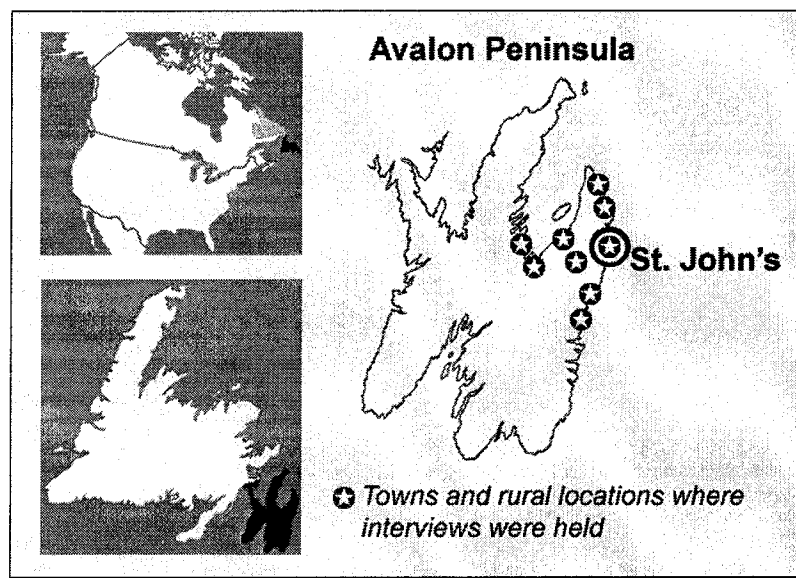 Avalon Peninsula
St. John's
Towns and rural locations where
interviews were held